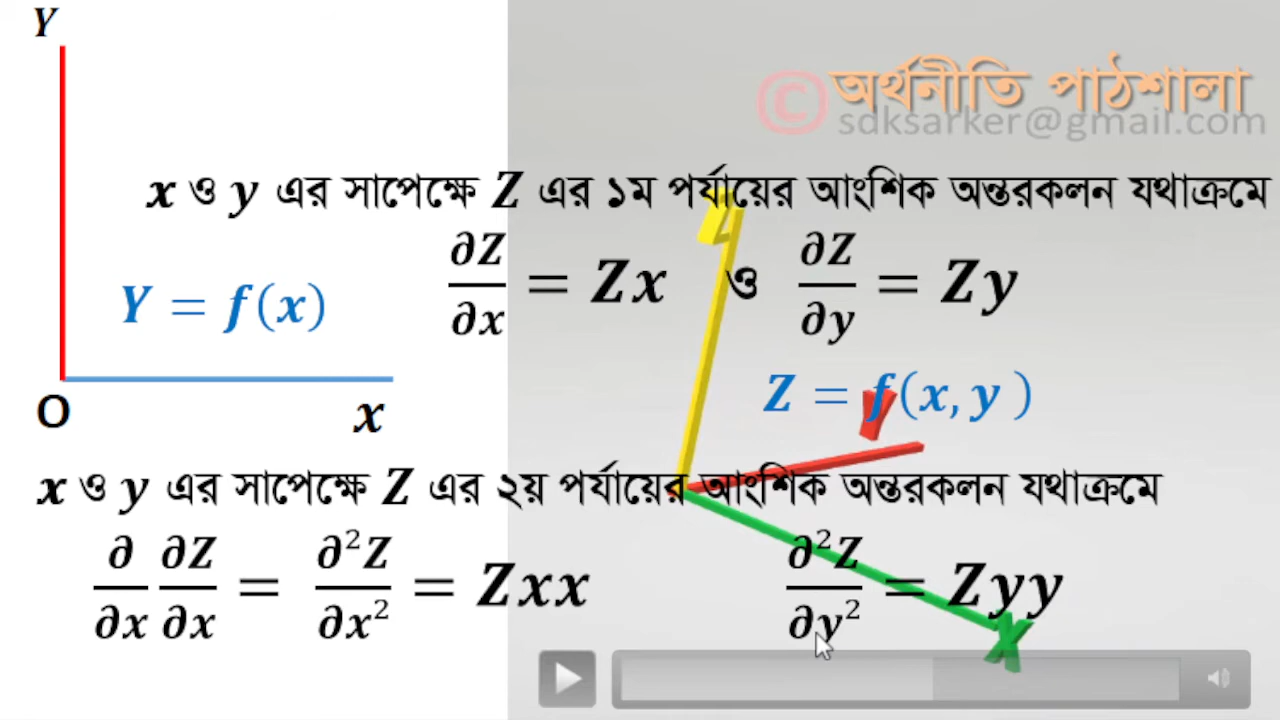 Y
অর্থনীতি পাঠশালা
© sdksarker@gmail.com
x ও y এর সাপেক্ষে Z এর ১ম পর্যায়ের আংশিক অন্তরকলন যথাক্রমে
∂Z/∂x = Zx ও ∂Z/∂y = Zy
Y = f(x)
Z
Z = f(x, y )
Y
O
x
x ও y এর সাপেক্ষে Z এর ২য় পর্যায়ের আংশিক অন্তরকলন যথাক্রমে
∂/∂x ∂Z/∂x = ∂²Z/∂x² = Zxx ∂²Z/∂y² = Zyy
X